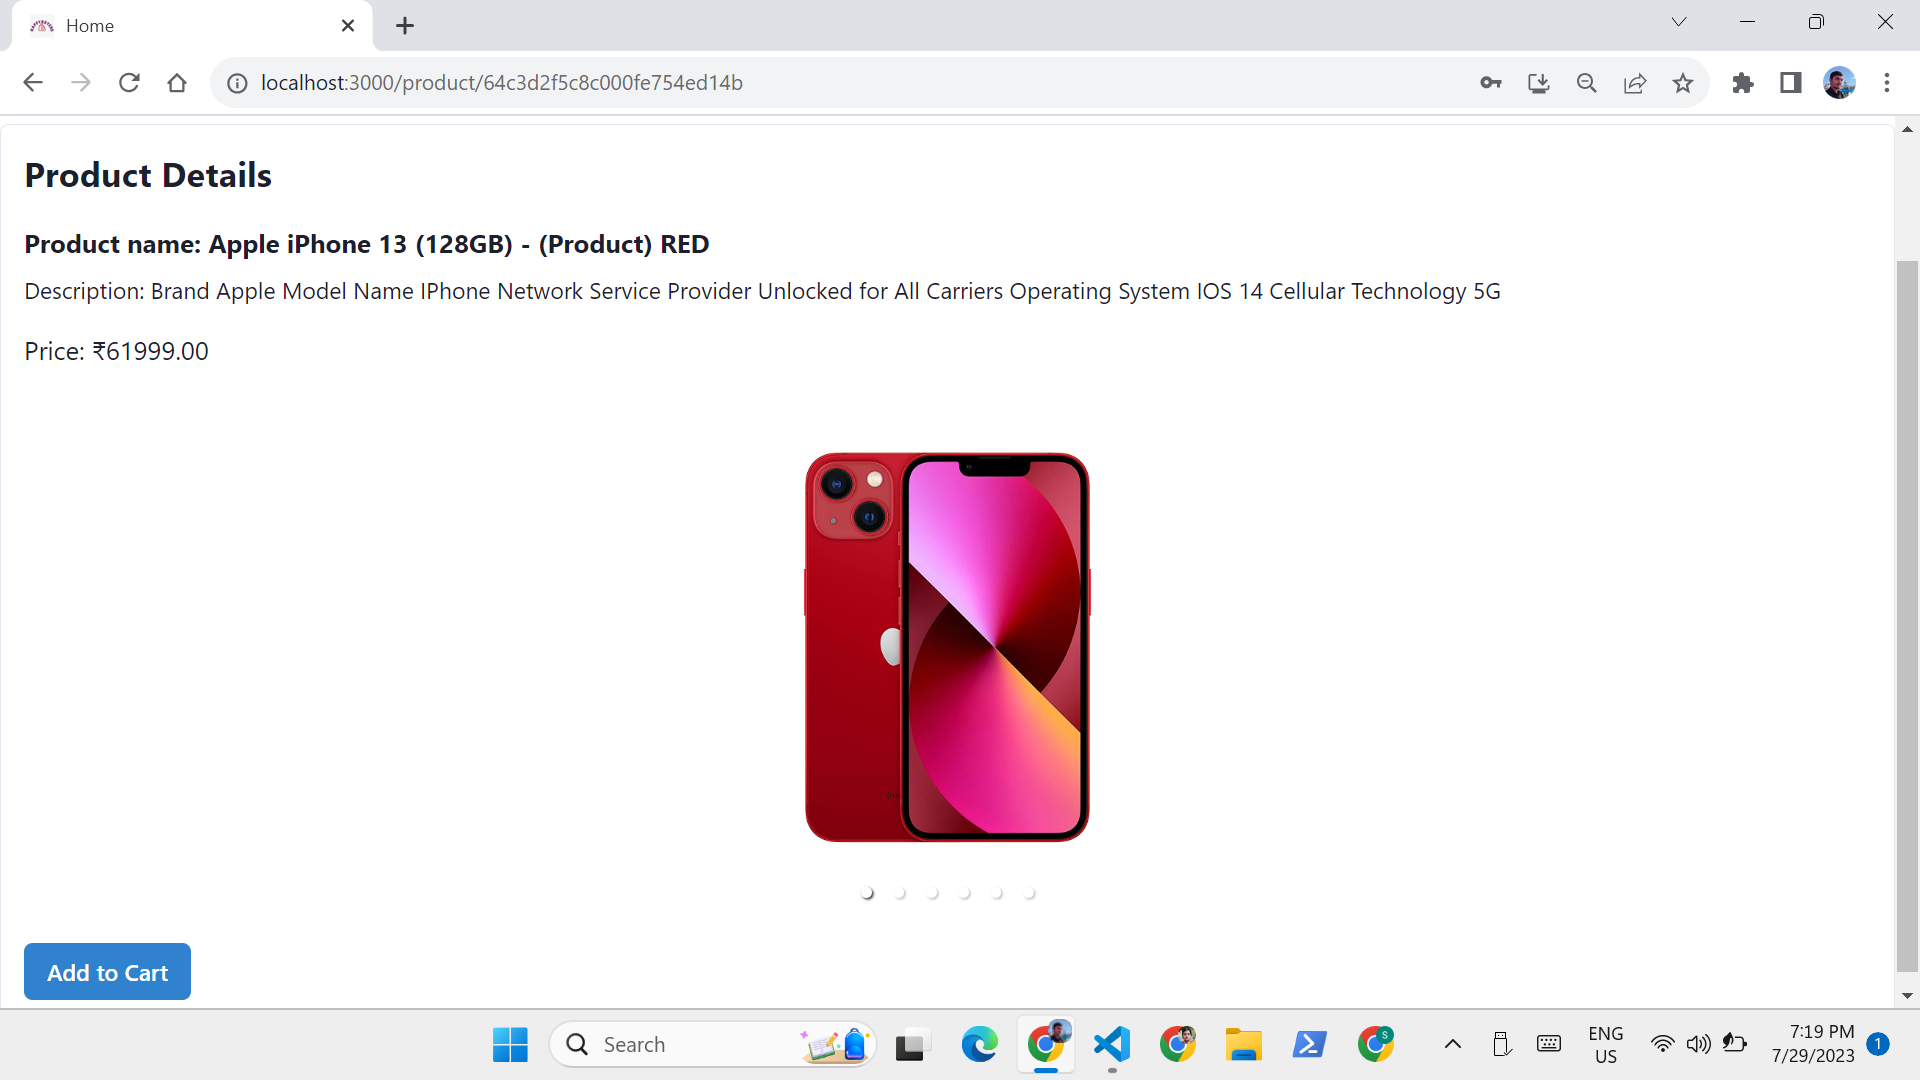 Home
localhost:3000/product/64c3d2f5c8c000fe754ed14b
Product Details
Product name: Apple iPhone 13 (128GB) - (Product) RED
Description: Brand Apple Model Name IPhone Network Service Provider Unlocked for All Carriers Operating System IOS 14 Cellular Technology 5G
Price: ₹61999.00
Add to Cart
Search
S
ENG
US
7:19 PM
7/29/2023
1